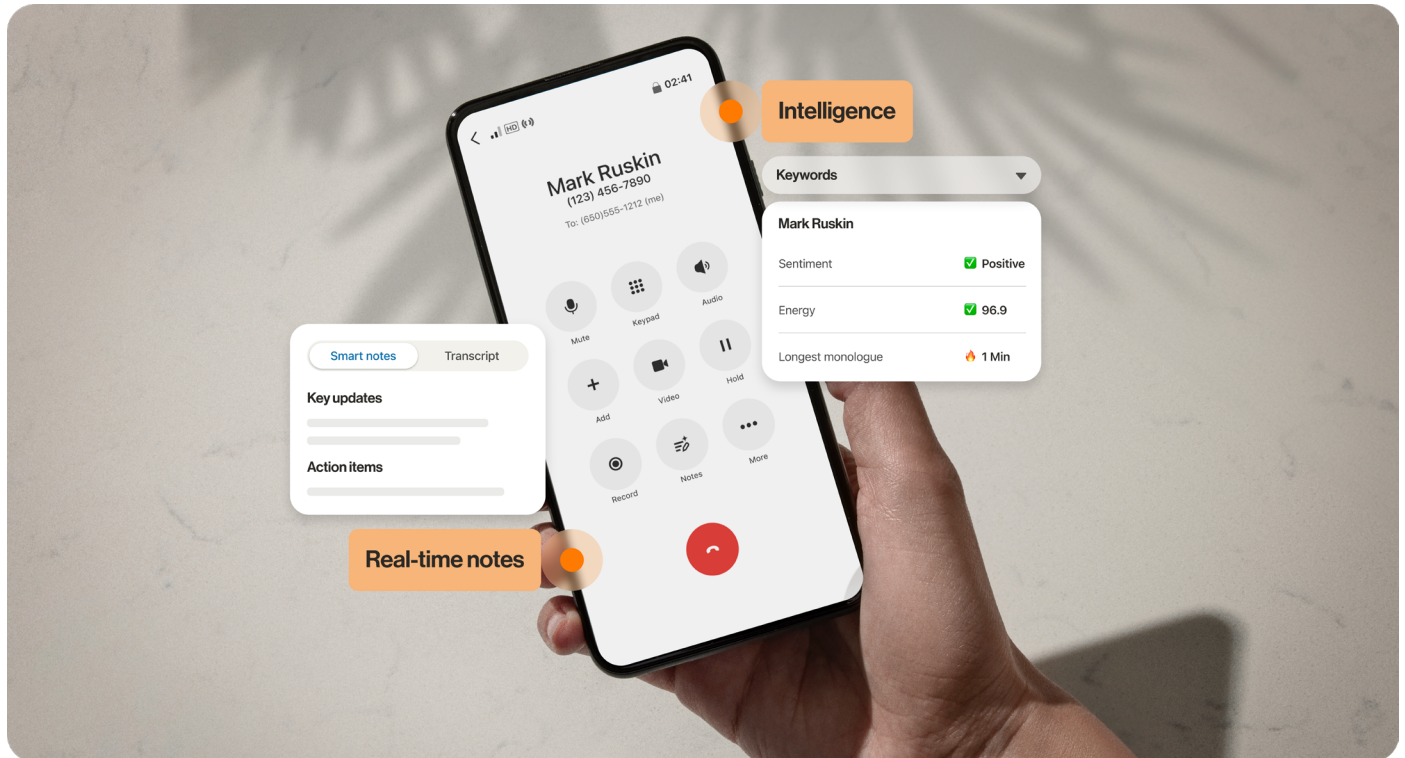 02:41
HD
Mark Ruskin
(123) 456-7890
To: (650)555-1212 (me)
Mute
Keypad
Audio
Add
Video
Hold
Record
Notes
More
Intelligence
Keywords
Mark Ruskin
Sentiment ✅ Positive
Energy ✅ 96.9
Longest monologue 🔥 1 Min
Smart notes Transcript
Key updates
Action items
Real-time notes